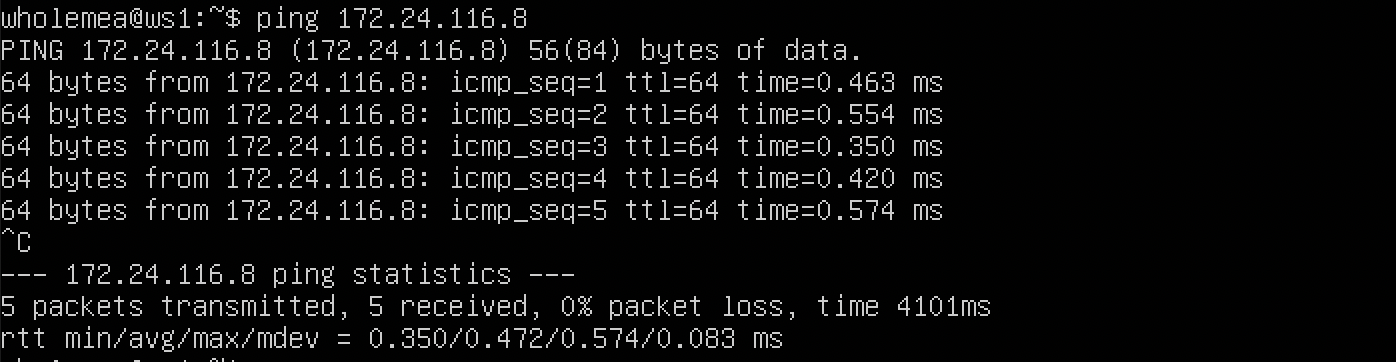 wholemea@ws1:~$ ping 172.24.116.8
PING 172.24.116.8 (172.24.116.8) 56(84) bytes of data.
64 bytes from 172.24.116.8: icmp_seq=1 ttl=64 time=0.463 ms
64 bytes from 172.24.116.8: icmp_seq=2 ttl=64 time=0.554 ms
64 bytes from 172.24.116.8: icmp_seq=3 ttl=64 time=0.350 ms
64 bytes from 172.24.116.8: icmp_seq=4 ttl=64 time=0.420 ms
64 bytes from 172.24.116.8: icmp_seq=5 ttl=64 time=0.574 ms
^C
--- 172.24.116.8 ping statistics ---
5 packets transmitted, 5 received, 0% packet loss, time 4101ms
rtt min/avg/max/mdev = 0.350/0.472/0.574/0.083 ms